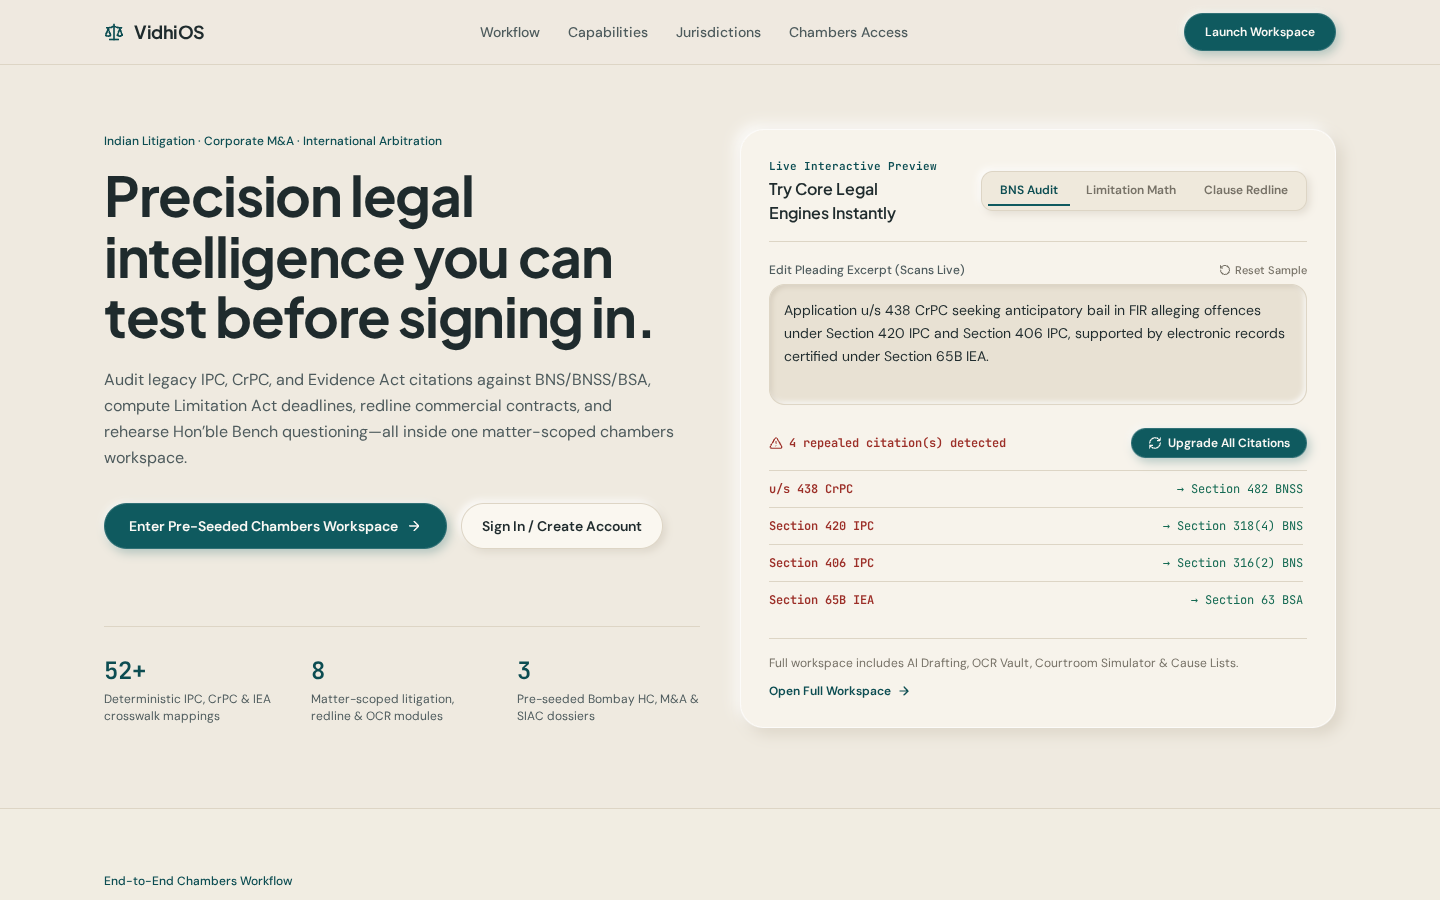 VidhiOS
Workflow
Capabilities
Jurisdictions
Chambers Access
Launch Workspace
Indian Litigation · Corporate M&A · International Arbitration
Precision legal
intelligence you can
test before signing in.
Audit legacy IPC, CrPC, and Evidence Act citations against BNS/BNSS/BSA,
compute Limitation Act deadlines, redline commercial contracts, and
rehearse Hon’ble Bench questioning—all inside one matter-scoped chambers
workspace.
Enter Pre-Seeded Chambers Workspace →
Sign In / Create Account
52+
Deterministic IPC, CrPC & IEA
crosswalk mappings
8
Matter-scoped litigation,
redline & OCR modules
3
Pre-seeded Bombay HC, M&A &
SIAC dossiers
Live Interactive Preview
Try Core Legal
Engines Instantly
BNS Audit
Limitation Math
Clause Redline
Edit Pleading Excerpt (Scans Live)
Reset Sample
Application u/s 438 CrPC seeking anticipatory bail in FIR alleging offences
under Section 420 IPC and Section 406 IPC, supported by electronic records
certified under Section 65B IEA.
4 repealed citation(s) detected
Upgrade All Citations
u/s 438 CrPC → Section 482 BNSS
Section 420 IPC → Section 318(4) BNS
Section 406 IPC → Section 316(2) BNS
Section 65B IEA → Section 63 BSA
Full workspace includes AI Drafting, OCR Vault, Courtroom Simulator & Cause Lists.
Open Full Workspace →
End-to-End Chambers Workflow